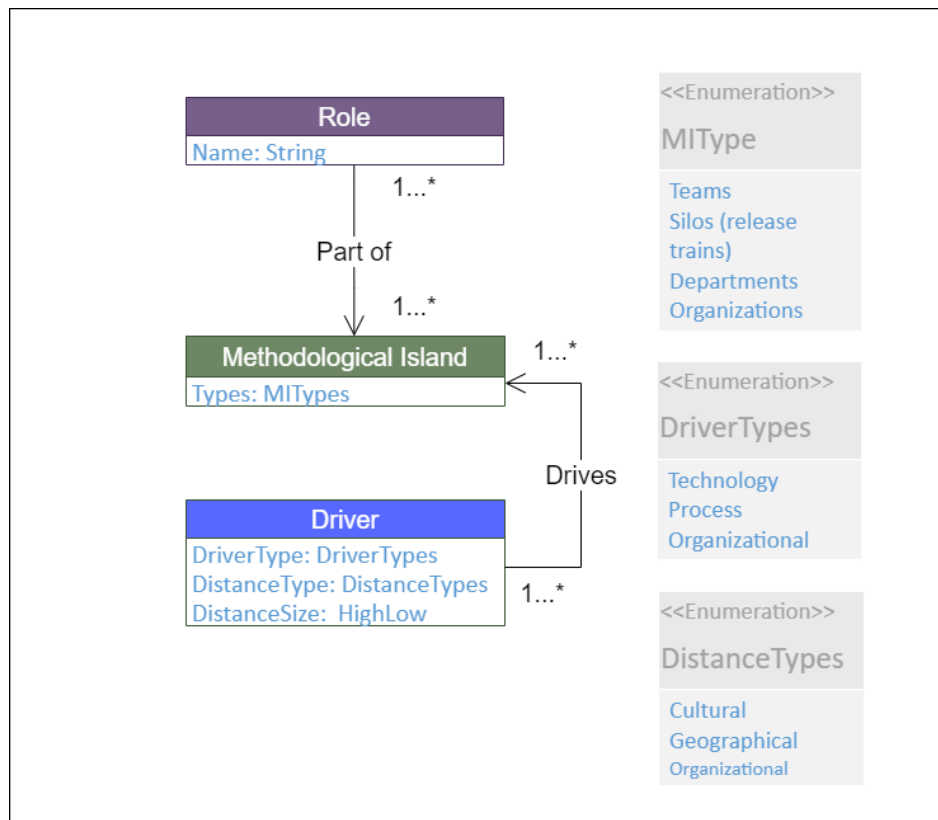 Role
Name: String
1...*
Part of
1...*
Methodological Island
Types: MITypes
1...*
Drives
Driver
DriverType: DriverTypes
DistanceType: DistanceTypes
DistanceSize:  HighLow
1...*
<<Enumeration>>
MIType
Teams
Silos (release
trains)
Departments
Organizations
<<Enumeration>>
DriverTypes
Technology
Process
Organizational
<<Enumeration>>
DistanceTypes
Cultural
Geographical
Organizational